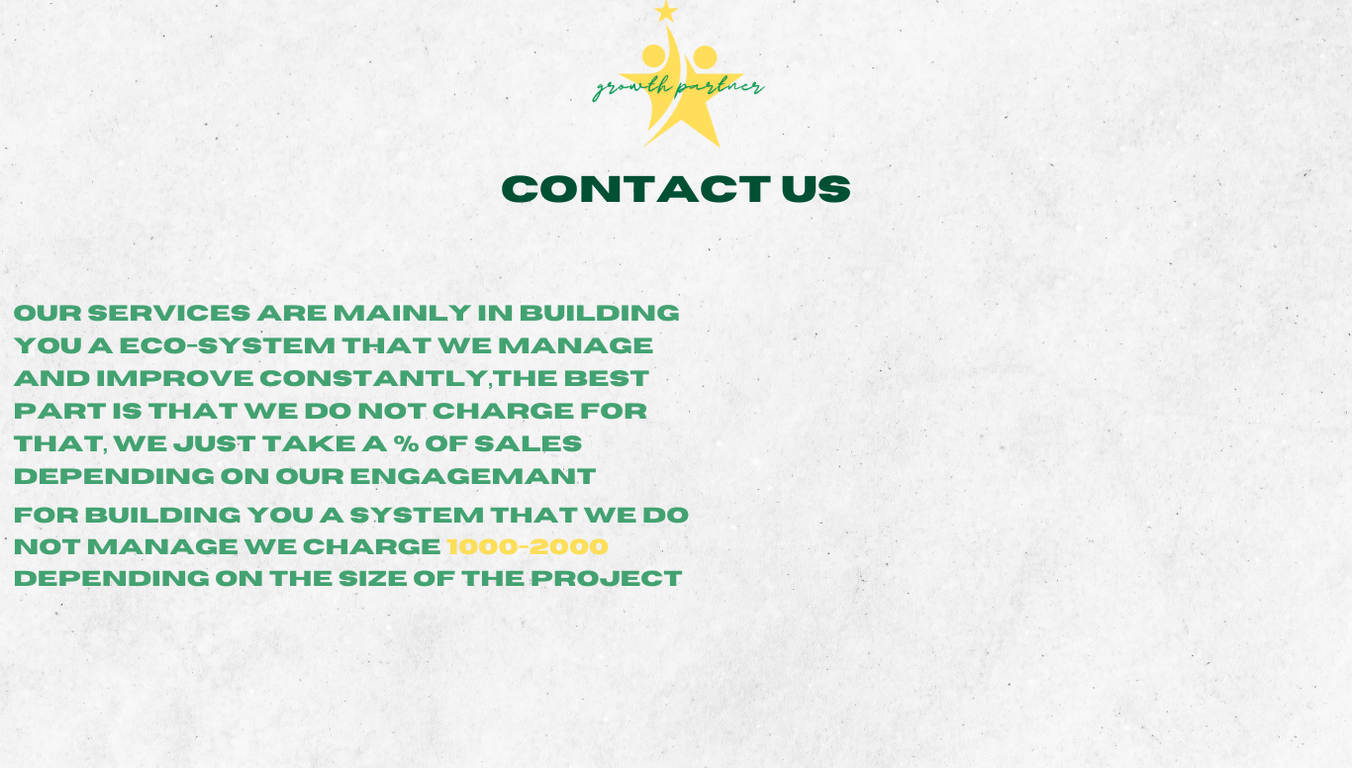 growth partner
CONTACT US
OUR SERVICES ARE MAINLY IN BUILDING
YOU A ECO-SYSTEM THAT WE MANAGE
AND IMPROVE CONSTANTLY,THE BEST
PART IS THAT WE DO NOT CHARGE FOR
THAT, WE JUST TAKE A % OF SALES
DEPENDING ON OUR ENGAGEMANT
FOR BUILDING YOU A SYSTEM THAT WE DO
NOT MANAGE WE CHARGE 1000-2000
DEPENDING ON THE SIZE OF THE PROJECT